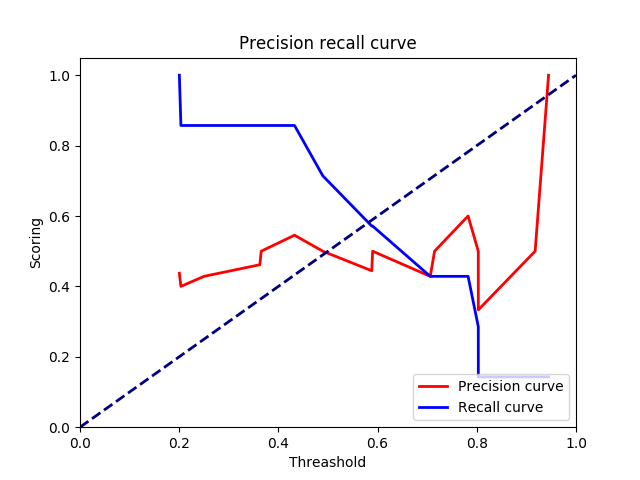 Precision recall curve
1.0
0.8
0.6
0.4
0.2
0.0
Scoring
0.0 0.2 0.4 0.6 0.8 1.0
Threashold
Precision curve
Recall curve